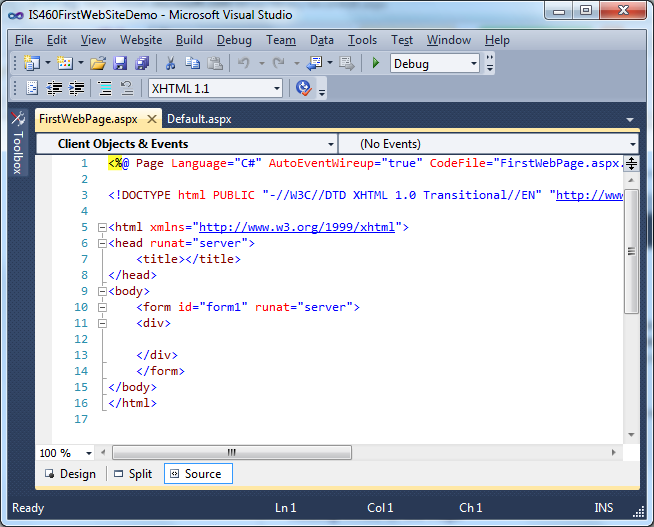 IS460FirstWebSiteDemo - Microsoft Visual Studio
File Edit View Website Build Debug Team Data Tools Test Window Help
Debug
XHTML 1.1
Toolbox
FirstWebPage.aspx Default.aspx
Client Objects & Events (No Events)
1 <%@ Page Language="C#" AutoEventWireup="true" CodeFile="FirstWebPage.aspx.
2
3 <!DOCTYPE html PUBLIC "-//W3C//DTD XHTML 1.0 Transitional//EN" "http://www
4
5 <html xmlns="http://www.w3.org/1999/xhtml">
6 <head runat="server">
7 <title></title>
8 </head>
9 <body>
10 <form id="form1" runat="server">
11 <div>
12
13 </div>
14 </form>
15 </body>
16 </html>
17
100 %
Design Split Source
Ready Ln 1 Col 1 Ch 1 INS